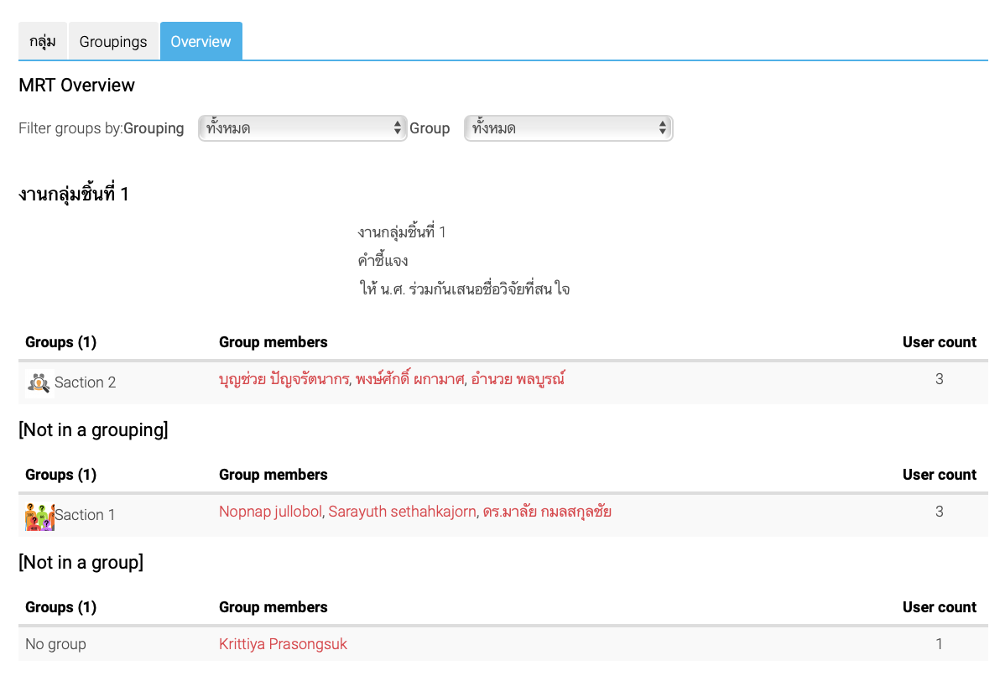 กลุ่ม Groupings Overview
MRT Overview
Filter groups by:Grouping ทั้งหมด Group ทั้งหมด
งานกลุ่มชิ้นที่ 1
งานกลุ่มชิ้นที่ 1
คำชี้แจง
ให้ น.ศ. ร่วมกันเสนอชื่อวิจัยที่สนใจ
Groups (1) Group members User count
Saction 2 บุญช่วย ปัญจรัตนากร, พงษ์ศักดิ์ ผกามาศ, อำนวย พลบูรณ์ 3
[Not in a grouping]
Groups (1) Group members User count
Saction 1 Nopnap jullobol, Sarayuth sethahkajorn, ดร.มาลัย กมลสกุลชัย 3
[Not in a group]
Groups (1) Group members User count
No group Krittiya Prasongsuk 1